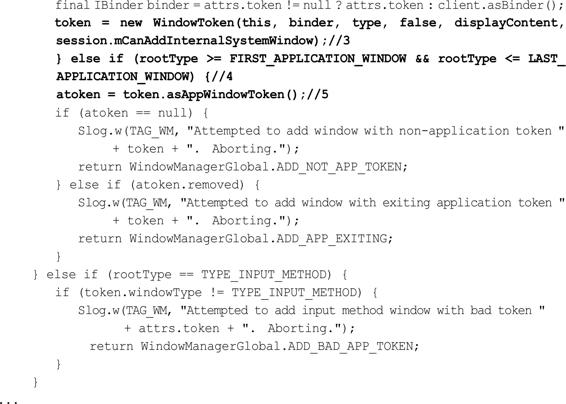 final IBinder binder = attrs.token != null ? attrs.token : client.asBinder();
token = new WindowToken(this, binder, type, false, displayContent,
session.mCanAddInternalSystemWindow);//3
} else if (rootType >= FIRST_APPLICATION_WINDOW && rootType <= LAST_
APPLICATION_WINDOW) {//4
atoken = token.asAppWindowToken();//5
if (atoken == null) {
Slog.w(TAG_WM, "Attempted to add window with non-application token "
+ token + ". Aborting.");
return WindowManagerGlobal.ADD_NOT_APP_TOKEN;
} else if (atoken.removed) {
Slog.w(TAG_WM, "Attempted to add window with exiting application token "
+ token + ". Aborting.");
return WindowManagerGlobal.ADD_APP_EXITING;
}
} else if (rootType == TYPE_INPUT_METHOD) {
if (token.windowType != TYPE_INPUT_METHOD) {
Slog.w(TAG_WM, "Attempted to add input method window with bad token "
+ attrs.token + ". Aborting.");
return WindowManagerGlobal.ADD_BAD_APP_TOKEN;
}
}
...